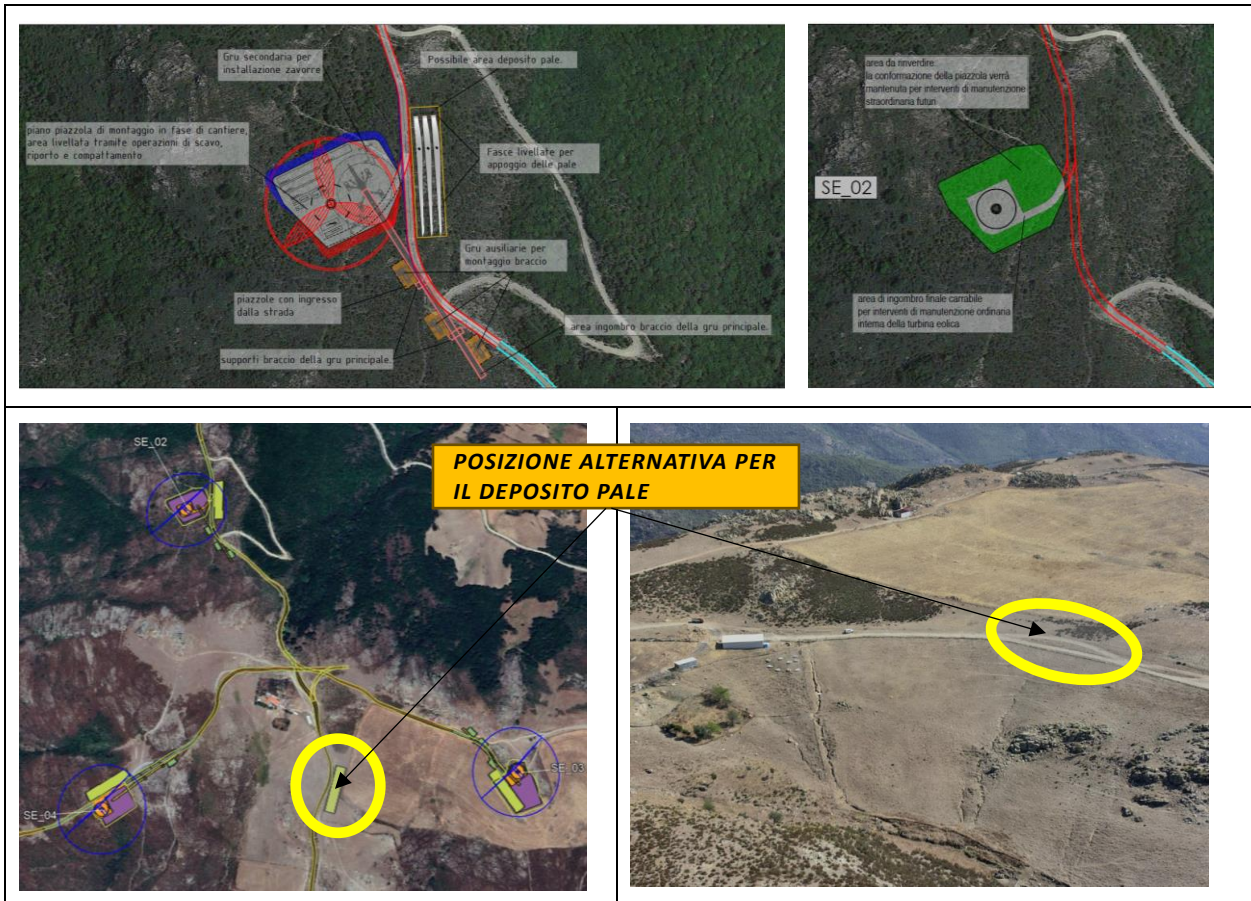 Gru secondaria per
installazione zavorre
Possibile area deposito pale.
piano piazzola di montaggio in fase di cantiere,
area livellata tramite operazioni di scavo,
riporto e compattamento
Fasce livellate per
appoggio delle pale
Gru ausiliarie per
montaggio braccio
piazzole con ingresso
dalla strada
area ingombro braccio della gru principale.
supporti braccio della gru principale.
area da rinverdire:
la conformazione della piazzola verrà
mantenuta per interventi di manutenzione
straordinaria futuri
SE_02
area di ingombro finale carrabile
per interventi di manutenzione ordinaria
interna della turbina eolica
SE_02
POSIZIONE ALTERNATIVA PER
IL DEPOSITO PALE
SE_03
SE_04